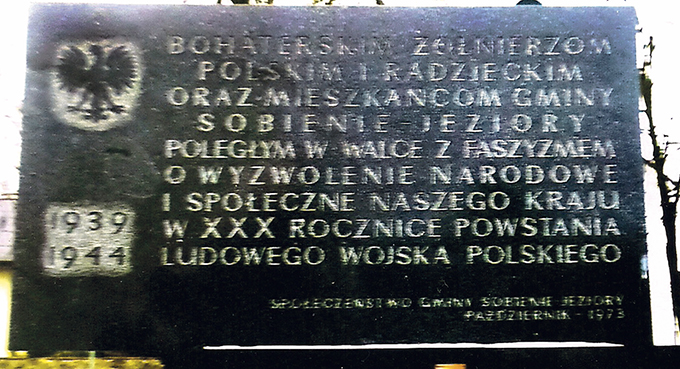 BOHATERSKIM ŻOŁNIERZOM
POLSKIM I RADZIECKIM
ORAZ MIESZKAŃCOM GMINY
SOBIENIE JEZIORY
POLEGŁYM W WALCE Z FASZYZMEM
O WYZWOLENIE NARODOWE
I SPOŁECZNE NASZEGO KRAJU
W XXX ROCZNICĘ POWSTANIA
LUDOWEGO WOJSKA POLSKIEGO
1939
1944
SPOŁECZEŃSTWO GMINY SOBIENIE JEZIORY
PAŹDZIERNIK - 1973